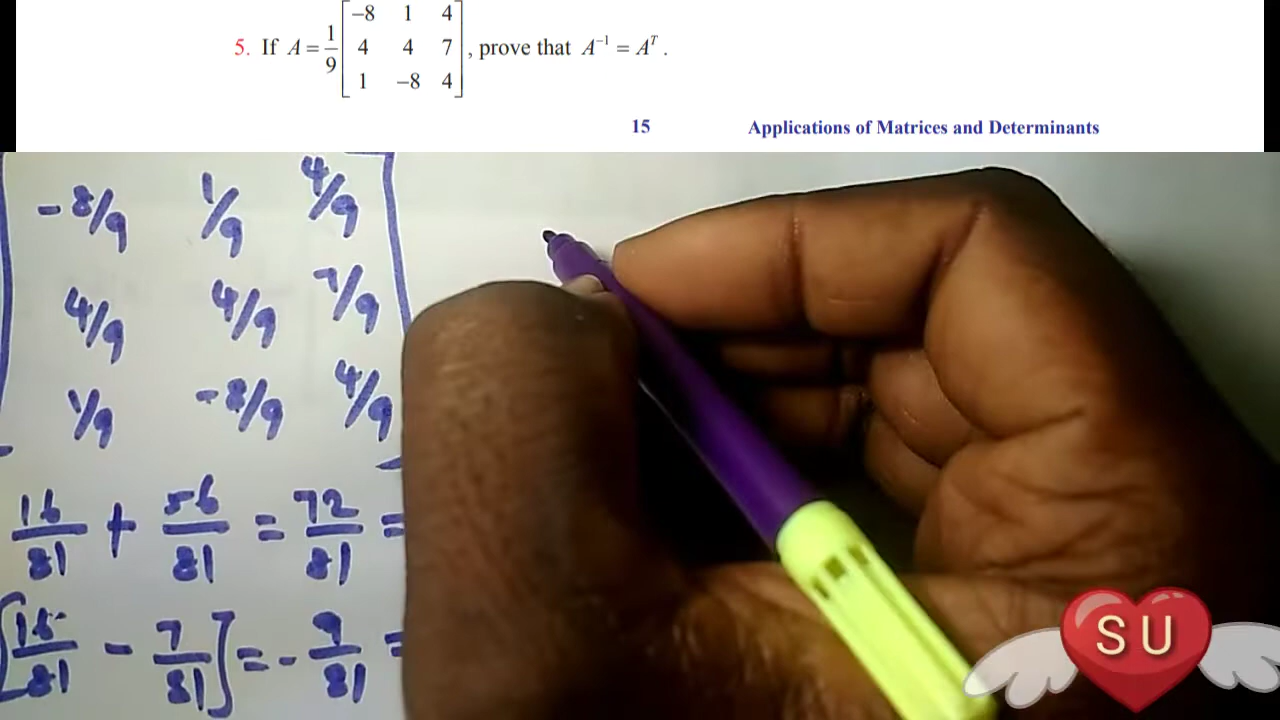 5. If A = 1/9 [ −8 1 4
4 4 7
1 −8 4 ], prove that A⁻¹ = Aᵀ.
15 Applications of Matrices and Determinants
-8/9 1/9 4/9
4/9 4/9 7/9
1/9 -8/9 4/9
16/81 + 56/81 = 72/81 =
[16/81 - 7/81] = - 9/81 =
S U